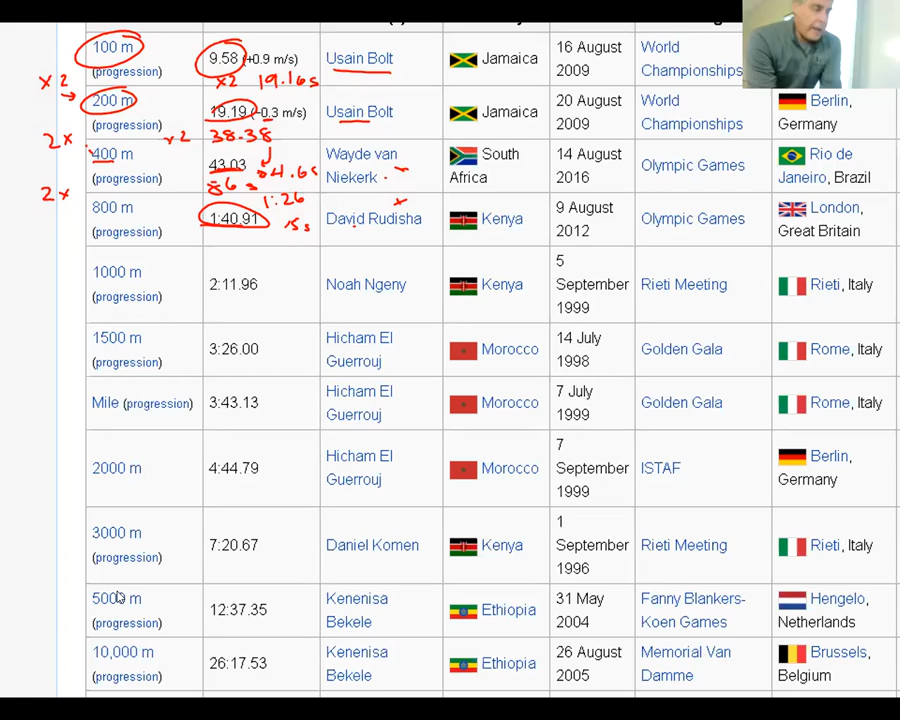 100 m
(progression)
9.58 (+0.9 m/s)
Usain Bolt
Jamaica
16 August
2009
World
Championships
x 2
x2 19.16s
200 m
(progression)
19.19 (−0.3 m/s)
Usain Bolt
Jamaica
20 August
2009
World
Championships
Berlin,
Germany
2x
x2 38.38
400 m
(progression)
43.03
4.6s
Wayde van
Niekerk
South
Africa
14 August
2016
Olympic Games
Rio de
Janeiro, Brazil
2x
86 s
1:26
800 m
(progression)
1:40.91
15s
David Rudisha
Kenya
9 August
2012
Olympic Games
London,
Great Britain
1000 m
(progression)
2:11.96
Noah Ngeny
Kenya
5
September
1999
Rieti Meeting
Rieti, Italy
1500 m
(progression)
3:26.00
Hicham El
Guerrouj
Morocco
14 July
1998
Golden Gala
Rome, Italy
Mile (progression)
3:43.13
Hicham El
Guerrouj
Morocco
7 July
1999
Golden Gala
Rome, Italy
2000 m
4:44.79
Hicham El
Guerrouj
Morocco
7
September
1999
ISTAF
Berlin,
Germany
3000 m
(progression)
7:20.67
Daniel Komen
Kenya
1
September
1996
Rieti Meeting
Rieti, Italy
5000 m
(progression)
12:37.35
Kenenisa
Bekele
Ethiopia
31 May
2004
Fanny Blankers-
Koen Games
Hengelo,
Netherlands
10,000 m
(progression)
26:17.53
Kenenisa
Bekele
Ethiopia
26 August
2005
Memorial Van
Damme
Brussels,
Belgium